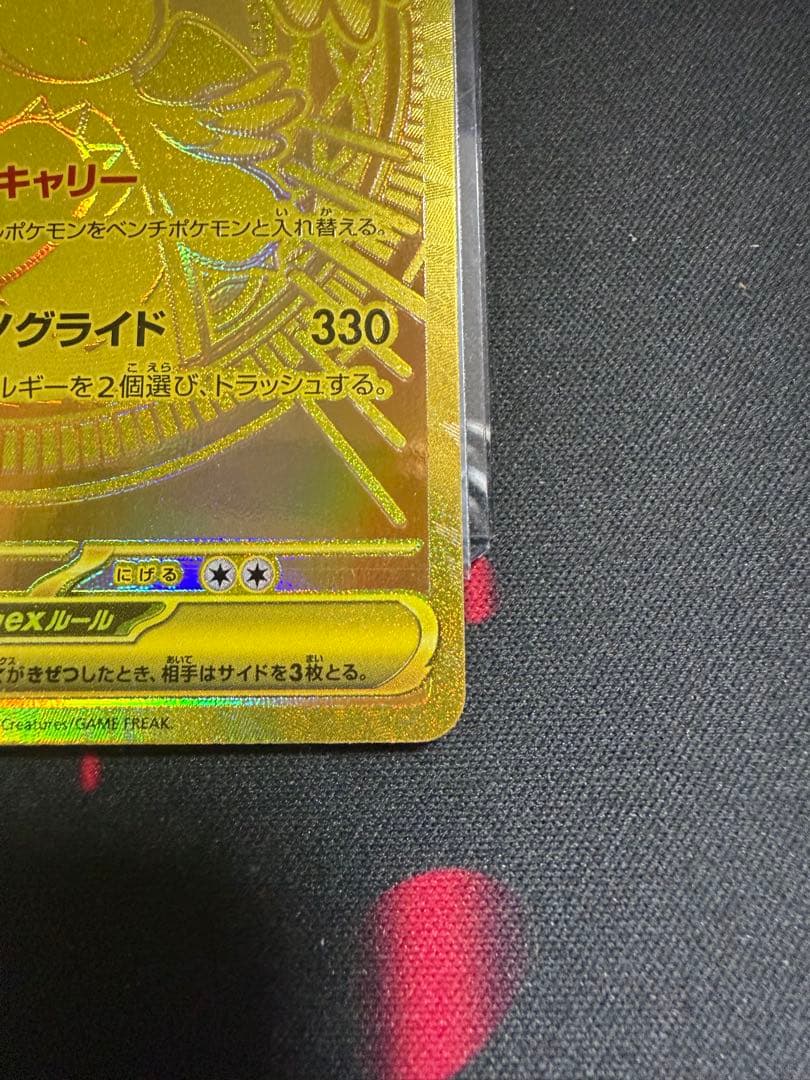 キャリー
ルポケモンをベンチポケモンと入れ替える。
ングライド 330
ルギーを2個選び、トラッシュする。
にげる
exルール
がきぜつしたとき、相手はサイドを3枚とる。
Creatures/GAME FREAK.